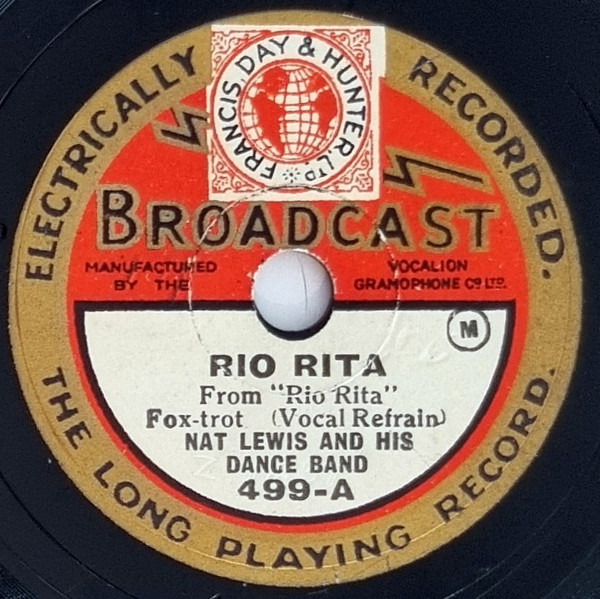 ELECTRICALLY RECORDED.
FRANCIS, DAY & HUNTER LTD
BROADCAST
MANUFACTURED BY THE
VOCALION GRAMOPHONE CO LTD.
M
RIO RITA
From "Rio Rita"
Fox-trot (Vocal Refrain)
NAT LEWIS AND HIS
DANCE BAND
499-A
THE LONG PLAYING RECORD.